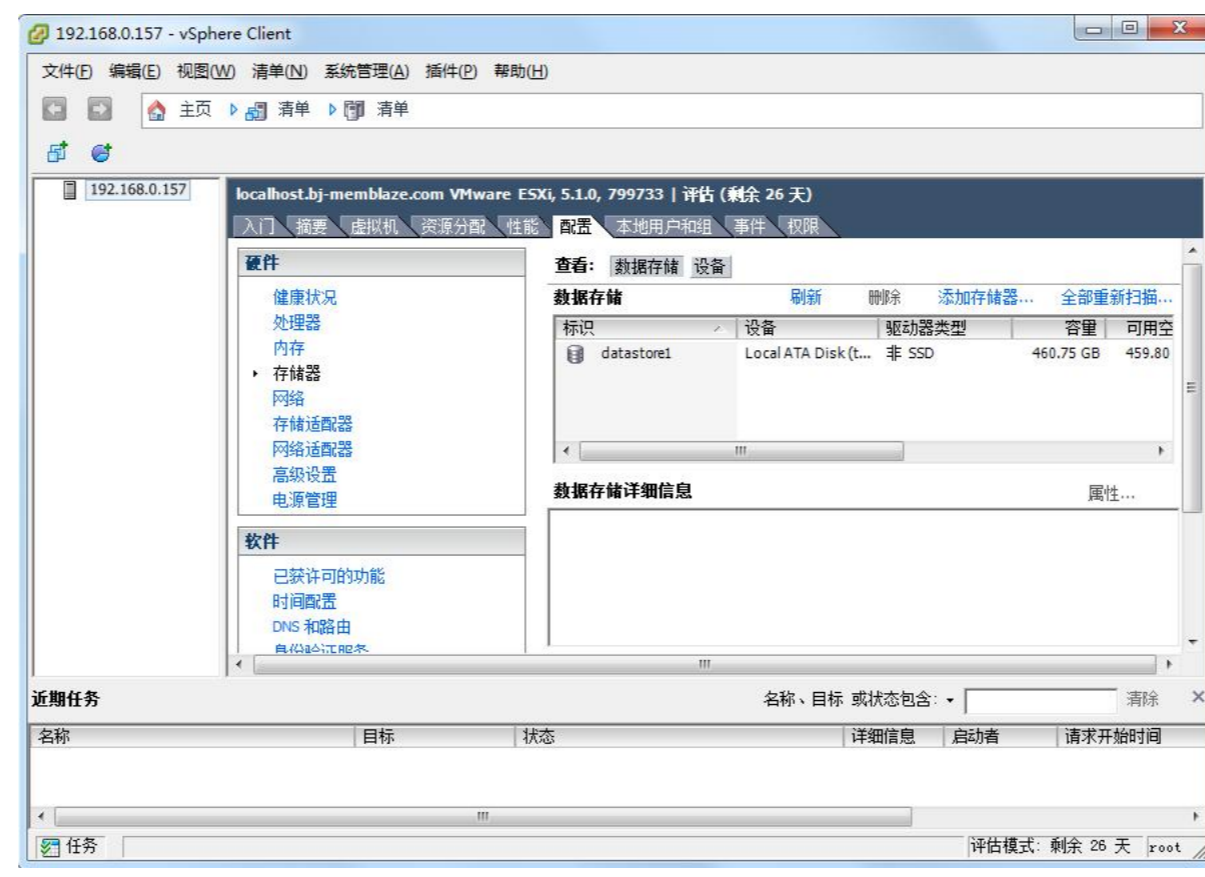 192.168.0.157 - vSphere Client
文件(F) 编辑(E) 视图(W) 清单(N) 系统管理(A) 插件(P) 帮助(H)
主页 清单 清单
192.168.0.157
localhost.bj-memblaze.com VMware ESXi, 5.1.0, 799733 | 评估 (剩余 26 天)
入门 摘要 虚拟机 资源分配 性能 配置 本地用户和组 事件 权限
硬件
健康状况
处理器
内存
存储器
网络
存储适配器
网络适配器
高级设置
电源管理
软件
已获许可的功能
时间配置
DNS 和路由
身份验证服务
查看: 数据存储 设备
数据存储 刷新 删除 添加存储器... 全部重新扫描...
标识 设备 驱动器类型 容量 可用空
datastore1 Local ATA Disk (t... 非 SSD 460.75 GB 459.80
数据存储详细信息 属性...
近期任务 名称、目标 或状态包含: 清除
名称 目标 状态 详细信息 启动者 请求开始时间
任务 评估模式: 剩余 26 天 root